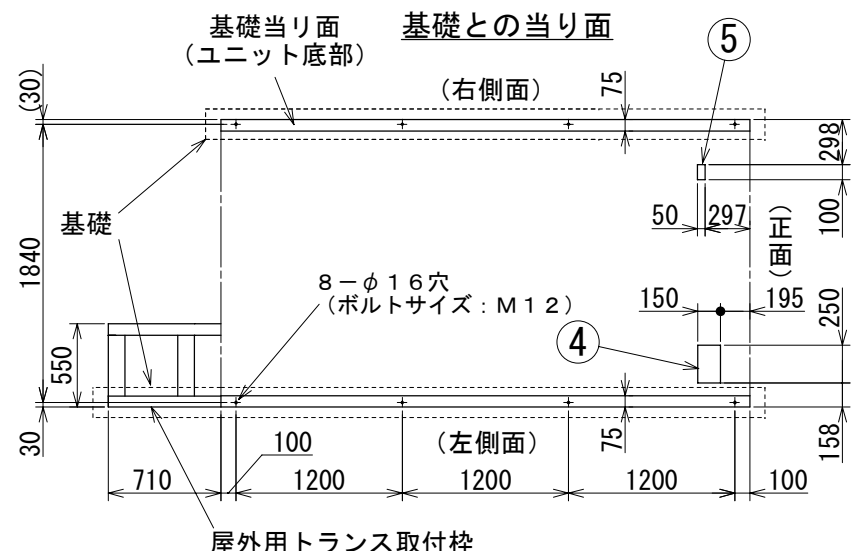 基礎当リ面
(ユニット底部)
基礎との当り面
⑤
(30)
(右側面)
75
298
基礎
50
297
100
(正面)
1840
8－φ16穴
(ボルトサイズ：M12)
150
195
250
④
550
30
(左側面)
75
158
710
100
1200
1200
1200
100
屋外用トランス取付枠